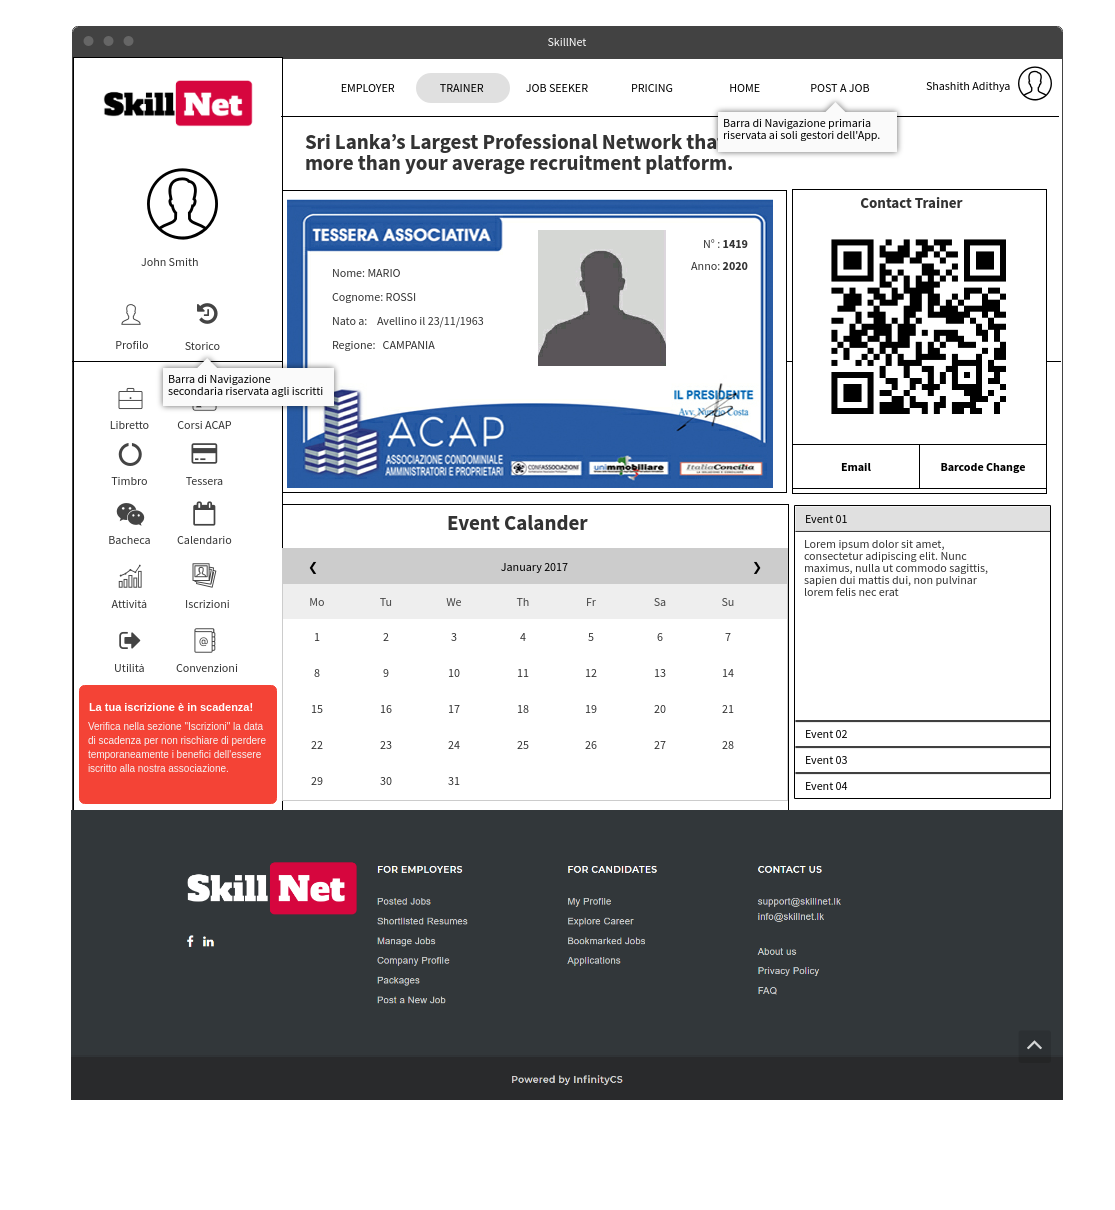 SkillNet
Skill Net
EMPLOYER
TRAINER
JOB SEEKER
PRICING
HOME
POST A JOB
Shashith Adithya
Barra di Navigazione primaria
riservata ai soli gestori dell'App.
Sri Lanka's Largest Professional Network tha
more than your average recruitment platform.
John Smith
Profilo
Storico
Barra di Navigazione
secondaria riservata agli iscritti
Libretto
Corsi ACAP
Timbro
Tessera
Bacheca
Calendario
Attività
Iscrizioni
Utilità
Convenzioni
La tua iscrizione è in scadenza!
Verifica nella sezione "Iscrizioni" la data
di scadenza per non rischiare di perdere
temporaneamente i benefici dell'essere
iscritto alla nostra associazione.
TESSERA ASSOCIATIVA
N° : 1419
Anno: 2020
Nome: MARIO
Cognome: ROSSI
Nato a: Avellino il 23/11/1963
Regione: CAMPANIA
IL PRESIDENTE
Avv. Nunzio Costa
ACAP
ASSOCIAZIONE CONDOMINIALE
AMMINISTRATORI E PROPRIETARI
CONFASSOCIAZIONI
unimmobiliare
ItaliaConcilia
Contact Trainer
Email
Barcode Change
Event Calander
❮ January 2017 ❯
Mo Tu We Th Fr Sa Su
1 2 3 4 5 6 7
8 9 10 11 12 13 14
15 16 17 18 19 20 21
22 23 24 25 26 27 28
29 30 31
Event 01
Lorem ipsum dolor sit amet,
consectetur adipiscing elit. Nunc
maximus, nulla ut commodo sagittis,
sapien dui mattis dui, non pulvinar
lorem felis nec erat
Event 02
Event 03
Event 04
Skill Net
f in
FOR EMPLOYERS
Posted Jobs
Shortlisted Resumes
Manage Jobs
Company Profile
Packages
Post a New Job
FOR CANDIDATES
My Profile
Explore Career
Bookmarked Jobs
Applications
CONTACT US
support@skillnet.lk
info@skillnet.lk
About us
Privacy Policy
FAQ
Powered by InfinityCS